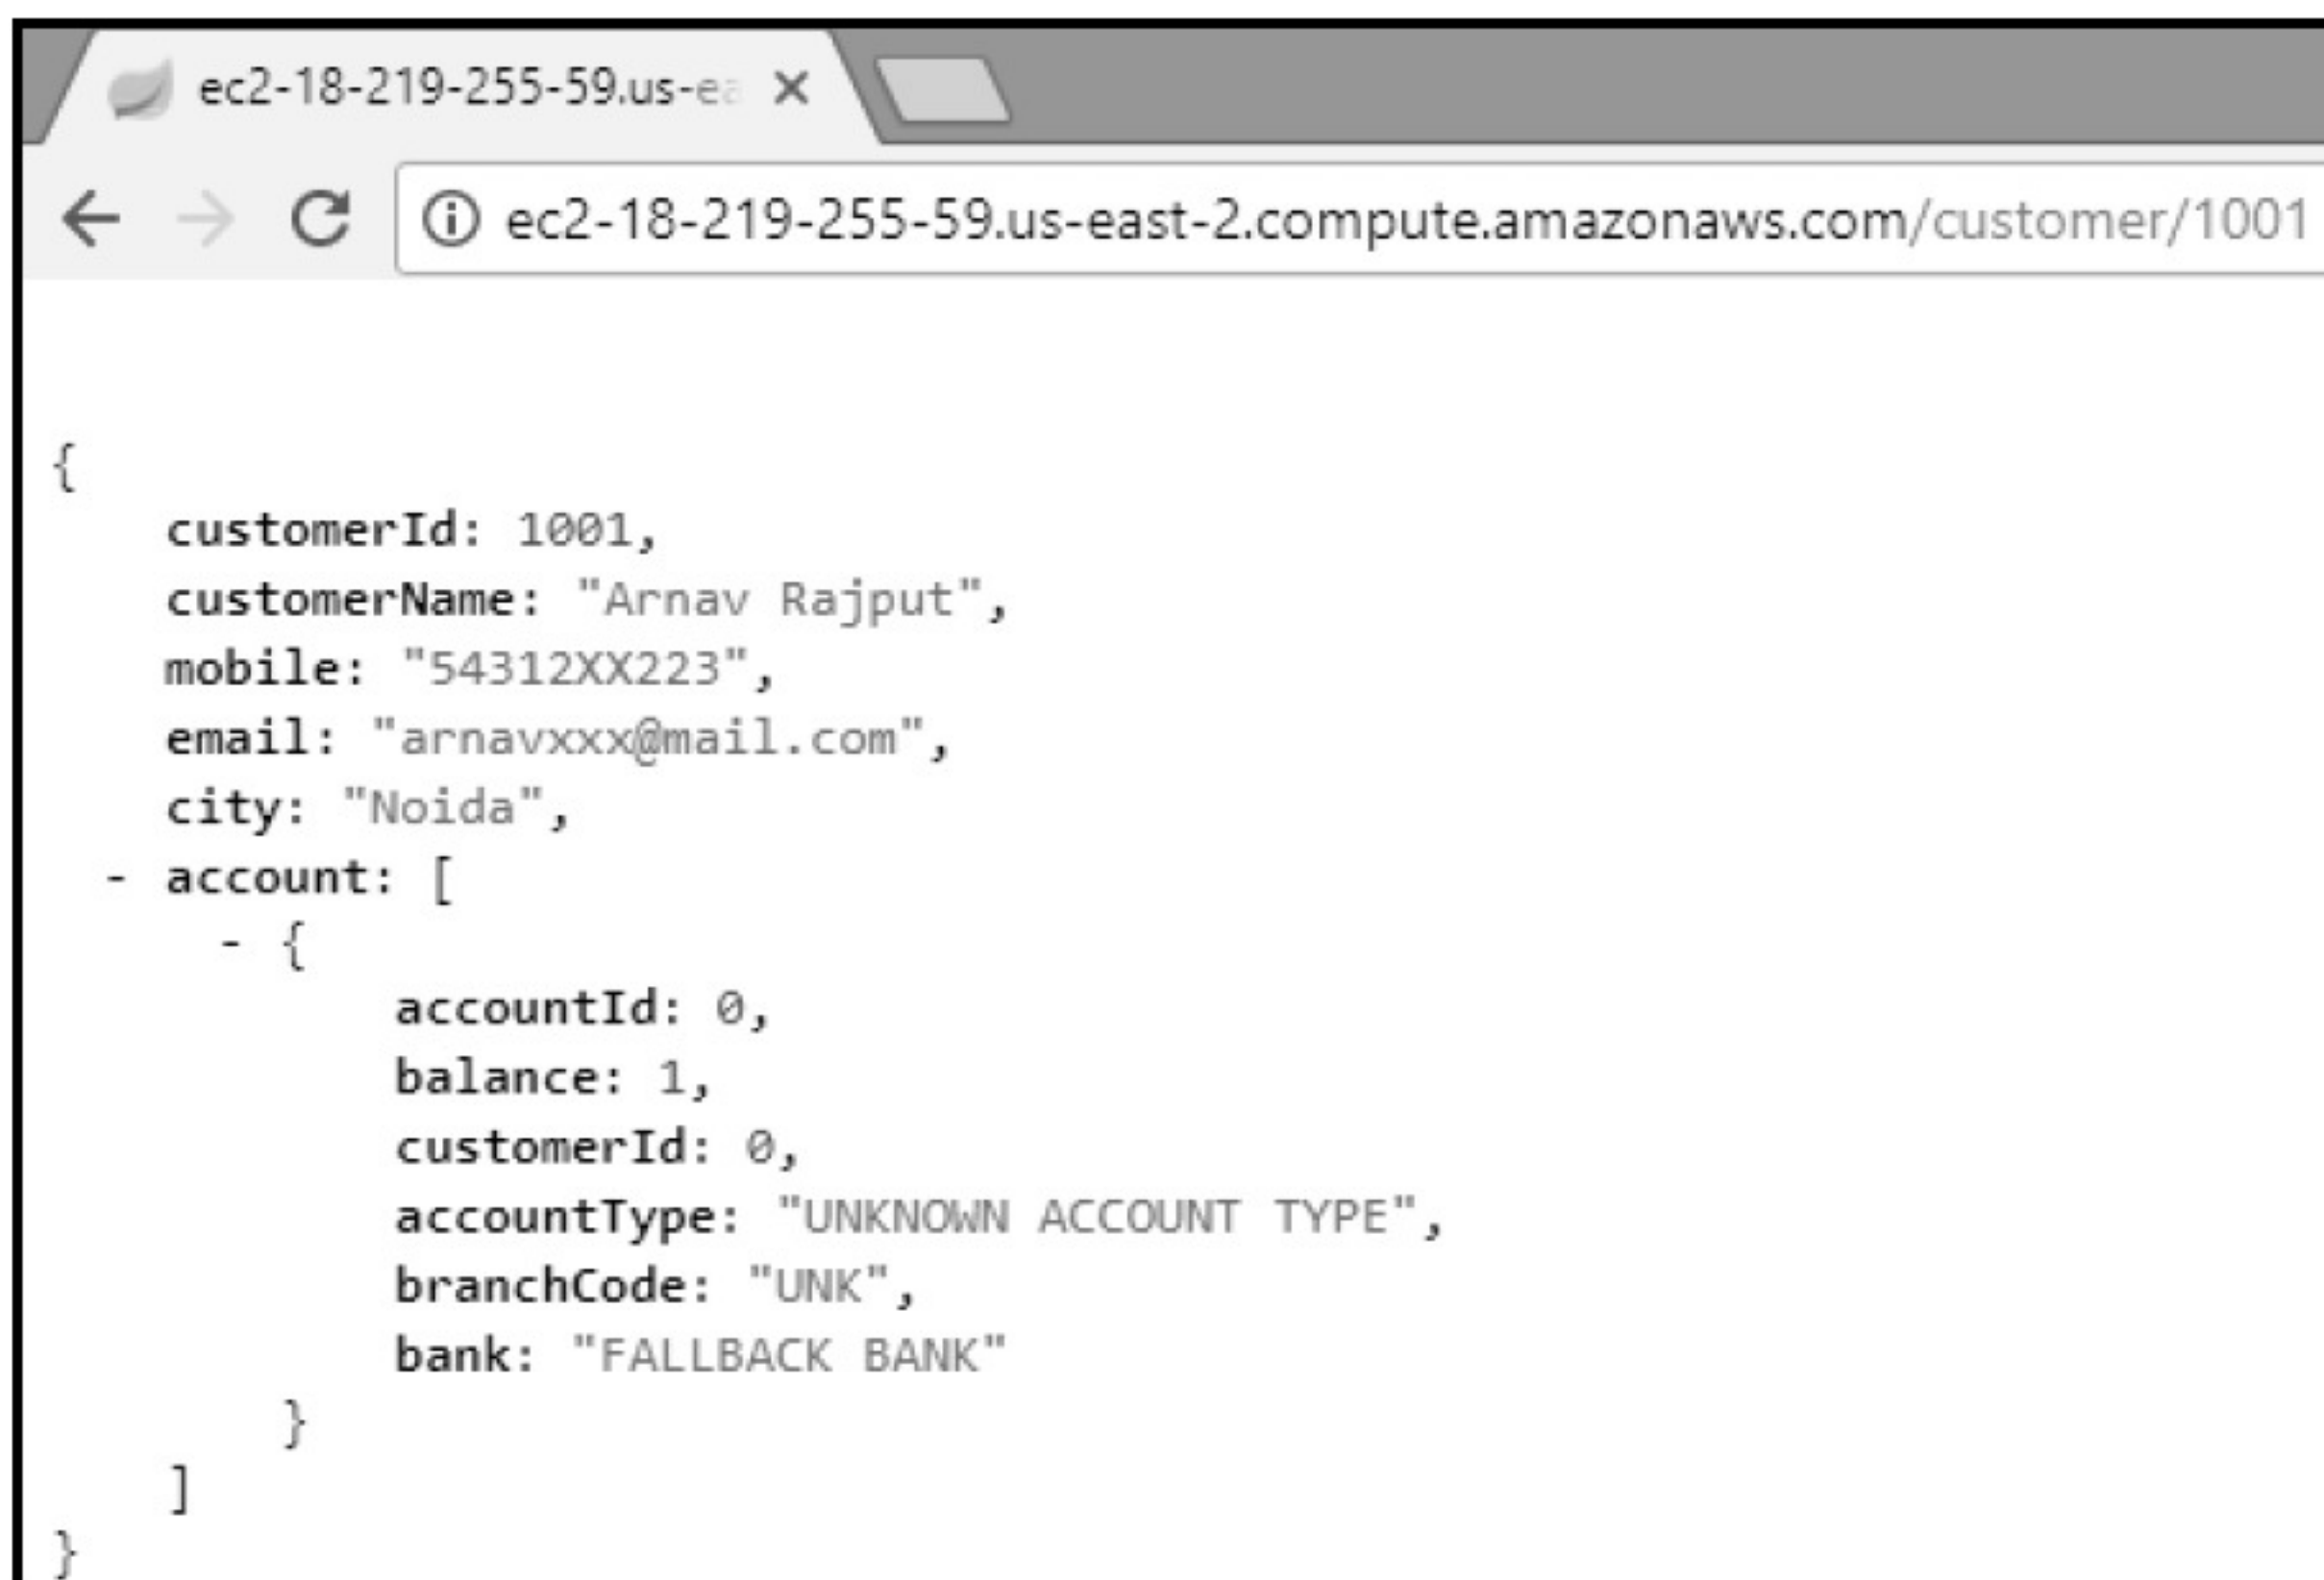 ec2-18-219-255-59.us-ea
ec2-18-219-255-59.us-east-2.compute.amazonaws.com/customer/1001
{
customerId: 1001,
customerName: "Arnav Rajput",
mobile: "54312XX223",
email: "arnavxxx@mail.com",
city: "Noida",
- account: [
- {
accountId: 0,
balance: 1,
customerId: 0,
accountType: "UNKNOWN ACCOUNT TYPE",
branchCode: "UNK",
bank: "FALLBACK BANK"
}
]
}